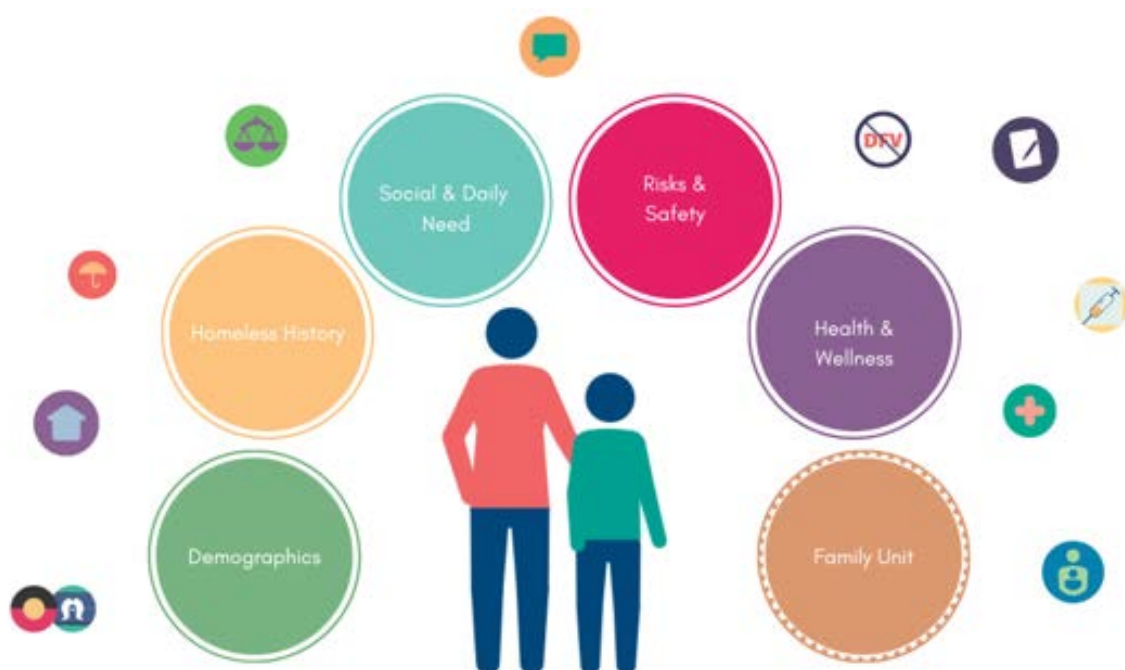 Social & Daily
Need
Risks &
Safety
DFV
Homeless History
Health &
Wellness
Demographics
Family Unit